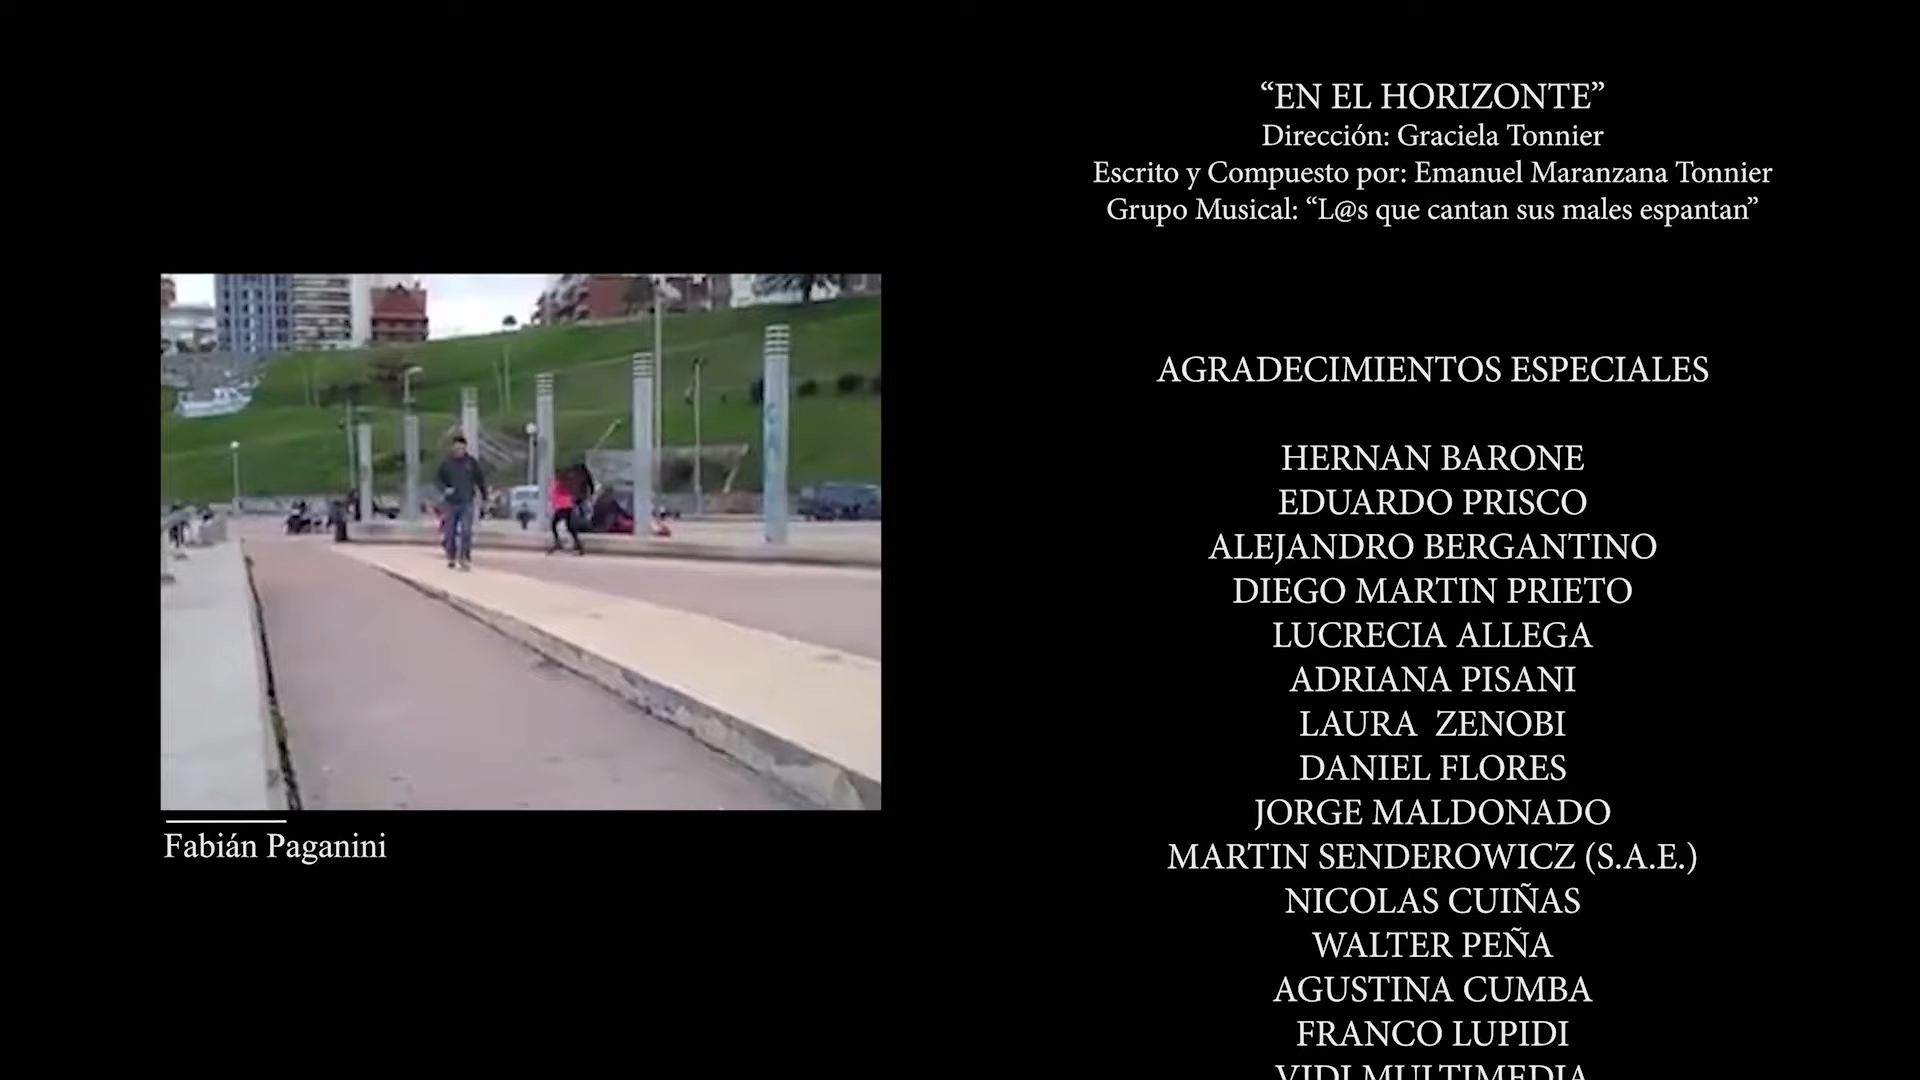 “EN EL HORIZONTE”
Dirección: Graciela Tonnier
Escrito y Compuesto por: Emanuel Maranzana Tonnier
Grupo Musical: “L@s que cantan sus males espantan”
Fabián Paganini
AGRADECIMIENTOS ESPECIALES
HERNAN BARONE
EDUARDO PRISCO
ALEJANDRO BERGANTINO
DIEGO MARTIN PRIETO
LUCRECIA ALLEGA
ADRIANA PISANI
LAURA  ZENOBI
DANIEL FLORES
JORGE MALDONADO
MARTIN SENDEROWICZ (S.A.E.)
NICOLAS CUIÑAS
WALTER PEÑA
AGUSTINA CUMBA
FRANCO LUPIDI
VIDI MULTIMEDIA